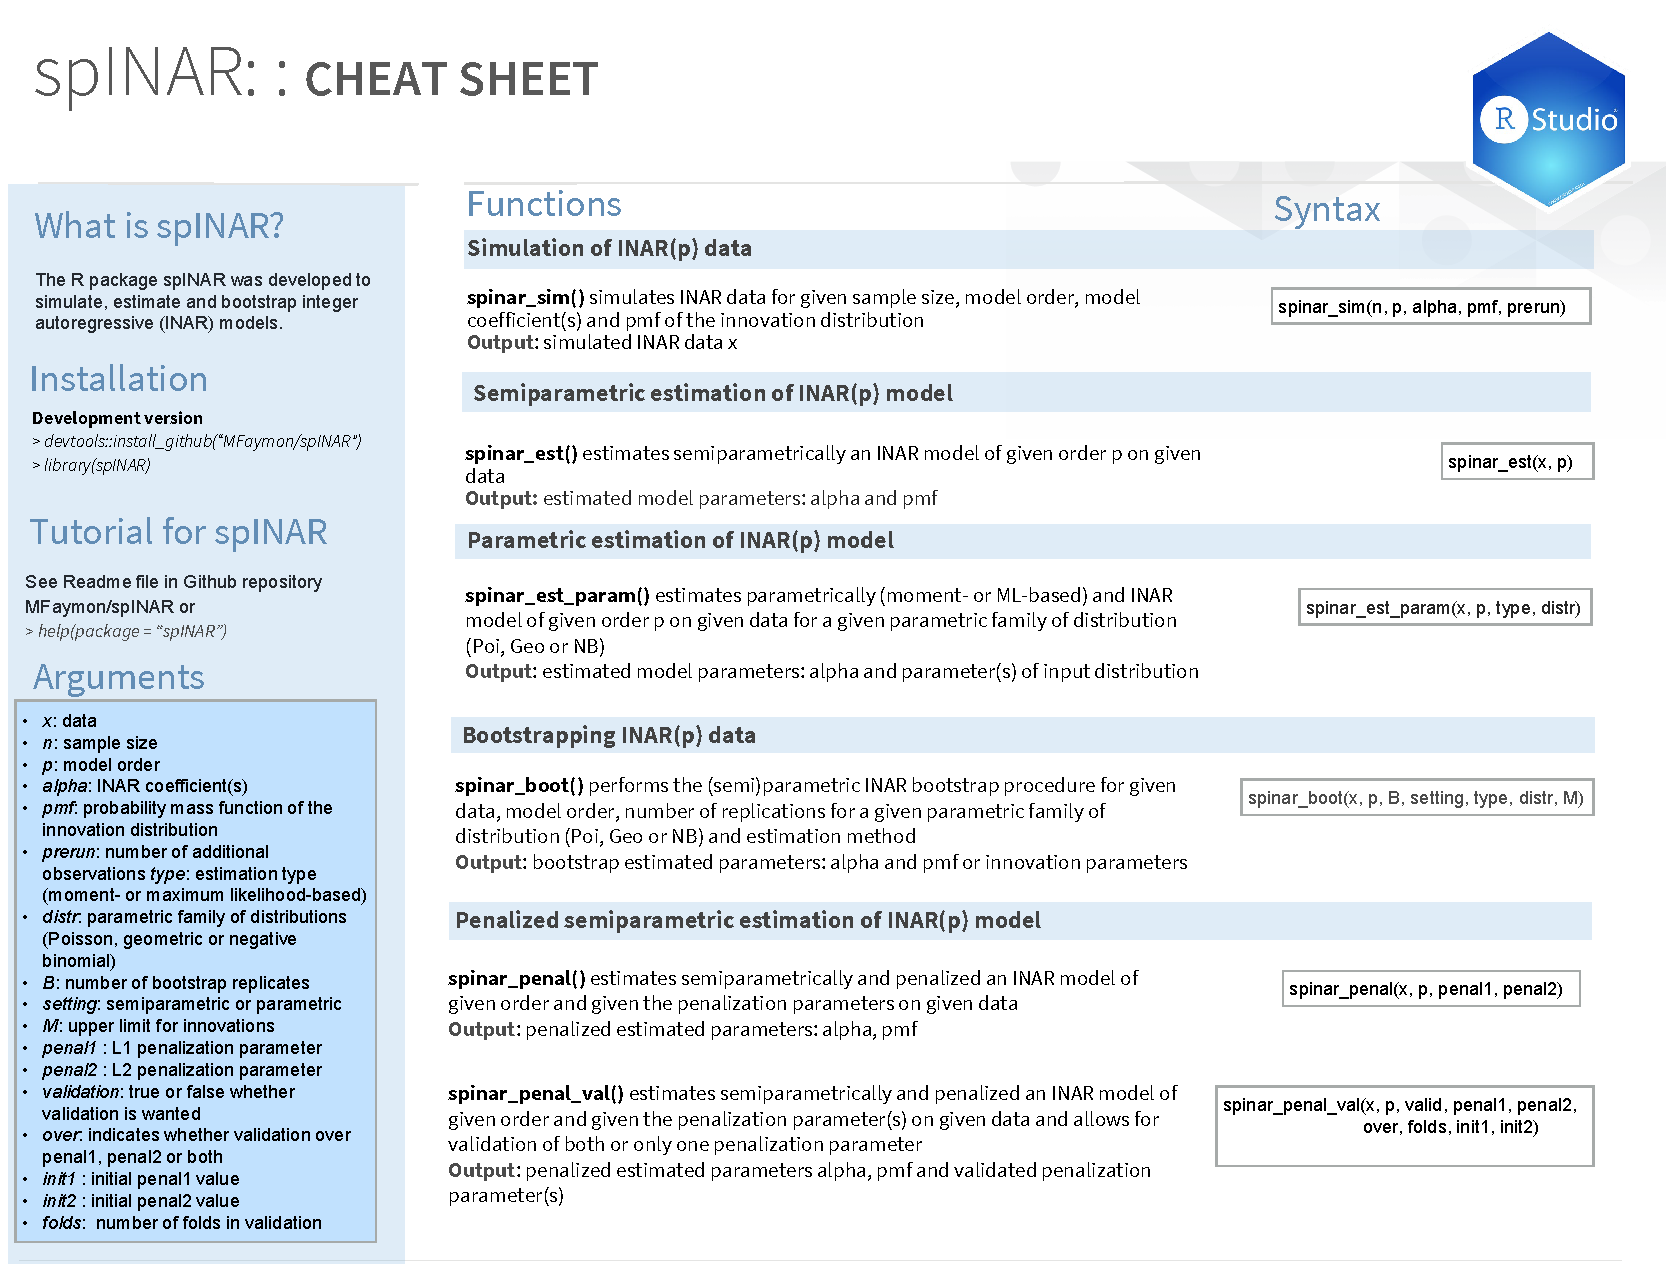 spINAR: : CHEAT SHEET
R Studio
What is spINAR?
The R package spINAR was developed to
simulate, estimate and bootstrap integer
autoregressive (INAR) models.
Installation
Development version
> devtools::install_github("MFaymon/spINAR")
> library(spINAR)
Tutorial for spINAR
See Readme file in Github repository
MFaymon/spINAR or
> help(package = "spINAR")
Arguments
• x: data
• n: sample size
• p: model order
• alpha: INAR coefficient(s)
• pmf: probability mass function of the
innovation distribution
• prerun: number of additional
observations type: estimation type
(moment- or maximum likelihood-based)
• distr: parametric family of distributions
(Poisson, geometric or negative
binomial)
• B: number of bootstrap replicates
• setting: semiparametric or parametric
• M: upper limit for innovations
• penal1 : L1 penalization parameter
• penal2 : L2 penalization parameter
• validation: true or false whether
validation is wanted
• over: indicates whether validation over
penal1, penal2 or both
• init1 : initial penal1 value
• init2 : initial penal2 value
• folds: number of folds in validation
Functions
Syntax
Simulation of INAR(p) data
spinar_sim() simulates INAR data for given sample size, model order, model
coefficient(s) and pmf of the innovation distribution
Output: simulated INAR data x
spinar_sim(n, p, alpha, pmf, prerun)
Semiparametric estimation of INAR(p) model
spinar_est() estimates semiparametrically an INAR model of given order p on given
data
Output: estimated model parameters: alpha and pmf
spinar_est(x, p)
Parametric estimation of INAR(p) model
spinar_est_param() estimates parametrically (moment- or ML-based) and INAR
model of given order p on given data for a given parametric family of distribution
(Poi, Geo or NB)
Output: estimated model parameters: alpha and parameter(s) of input distribution
spinar_est_param(x, p, type, distr)
Bootstrapping INAR(p) data
spinar_boot() performs the (semi)parametric INAR bootstrap procedure for given
data, model order, number of replications for a given parametric family of
distribution (Poi, Geo or NB) and estimation method
Output: bootstrap estimated parameters: alpha and pmf or innovation parameters
spinar_boot(x, p, B, setting, type, distr, M)
Penalized semiparametric estimation of INAR(p) model
spinar_penal() estimates semiparametrically and penalized an INAR model of
given order and given the penalization parameters on given data
Output: penalized estimated parameters: alpha, pmf
spinar_penal(x, p, penal1, penal2)
spinar_penal_val() estimates semiparametrically and penalized an INAR model of
given order and given the penalization parameter(s) on given data and allows for
validation of both or only one penalization parameter
Output: penalized estimated parameters alpha, pmf and validated penalization
parameter(s)
spinar_penal_val(x, p, valid, penal1, penal2,
over, folds, init1, init2)